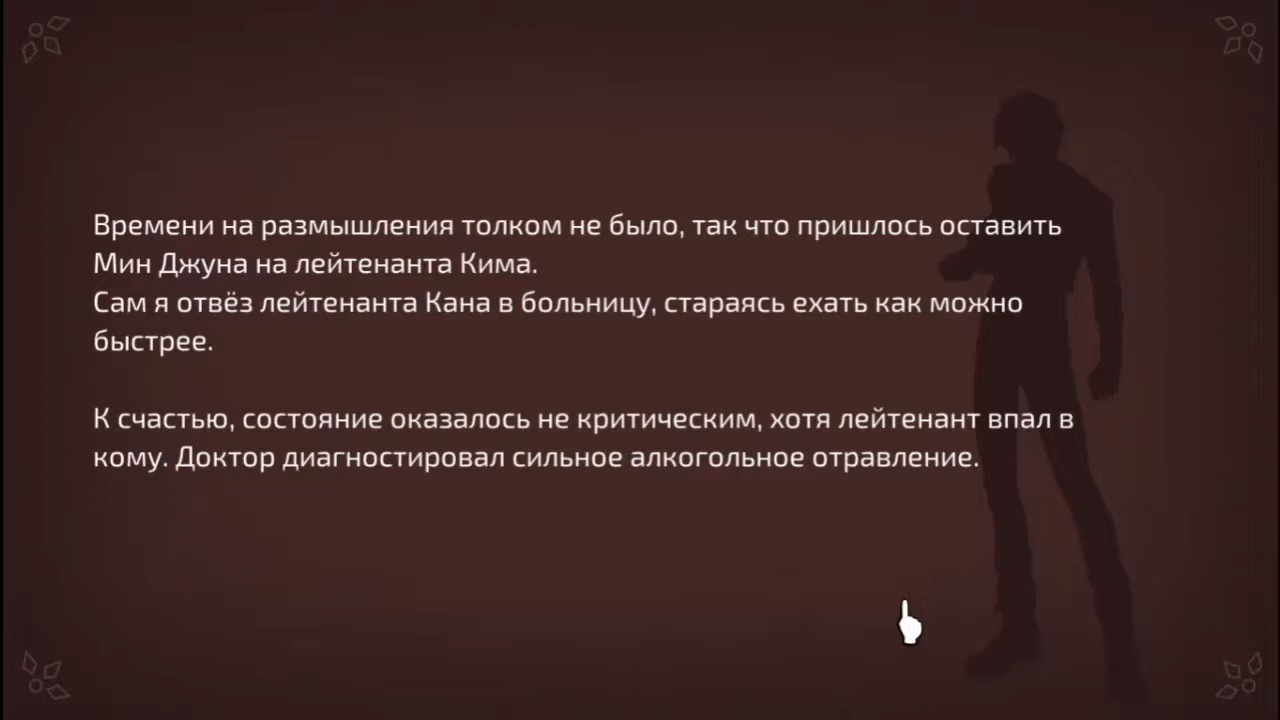 Времени на размышления толком не было, так что пришлось оставить
Мин Джуна на лейтенанта Кима.
Сам я отвёз лейтенанта Кана в больницу, стараясь ехать как можно
быстрее.
К счастью, состояние оказалось не критическим, хотя лейтенант впал в
кому. Доктор диагностировал сильное алкогольное отравление.